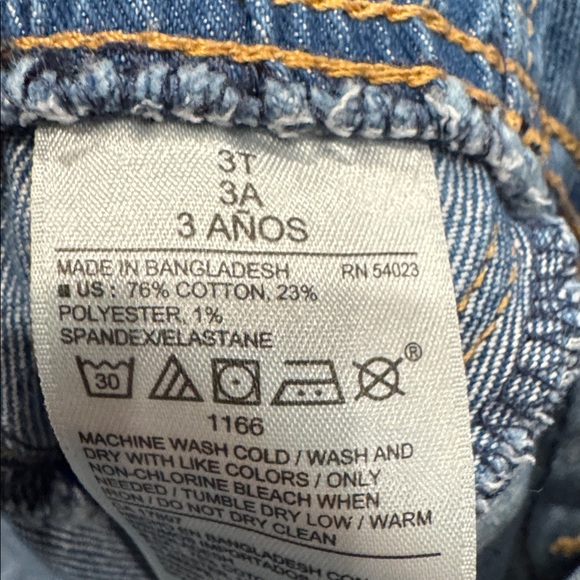 3T
3A
3 AÑOS
MADE IN BANGLADESH RN 54023
■ US : 76% COTTON, 23%
POLYESTER, 1%
SPANDEX/ELASTANE
30 ®
1166
MACHINE WASH COLD / WASH AND
DRY WITH LIKE COLORS / ONLY
NON-CHLORINE BLEACH WHEN
NEEDED / TUMBLE DRY LOW / WARM
IRON / DO NOT DRY CLEAN
BANGLADESH
IMPORTADO